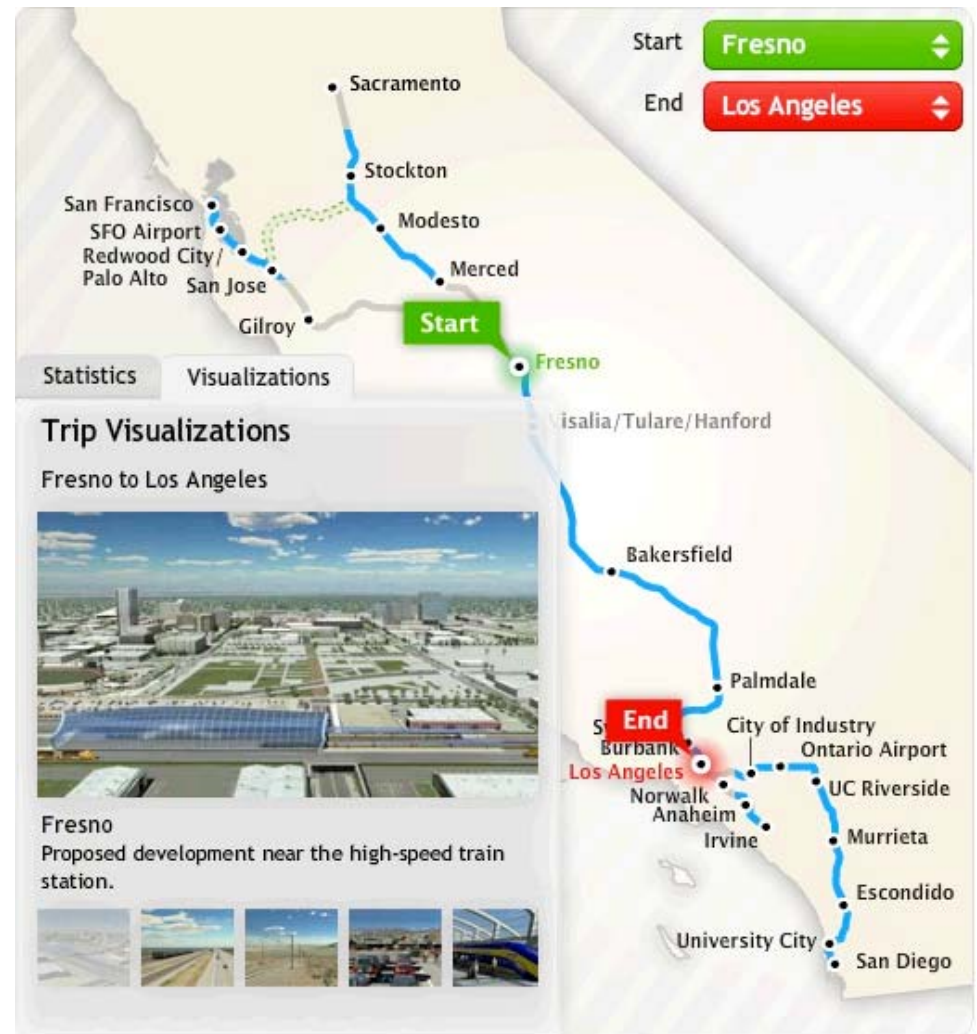 Start
Fresno
End
Los Angeles
Sacramento
Stockton
San Francisco
SFO Airport
Redwood City/
Palo Alto
San Jose
Modesto
Merced
Gilroy
Start
Fresno
Statistics
Visualizations
Trip Visualizations
Fresno to Los Angeles
isalia/Tulare/Hanford
Bakersfield
Palmdale
End
Burbank
Los Angeles
City of Industry
Ontario Airport
UC Riverside
Norwalk
Anaheim
Irvine
Murrieta
Escondido
University City
San Diego
Fresno
Proposed development near the high-speed train
station.